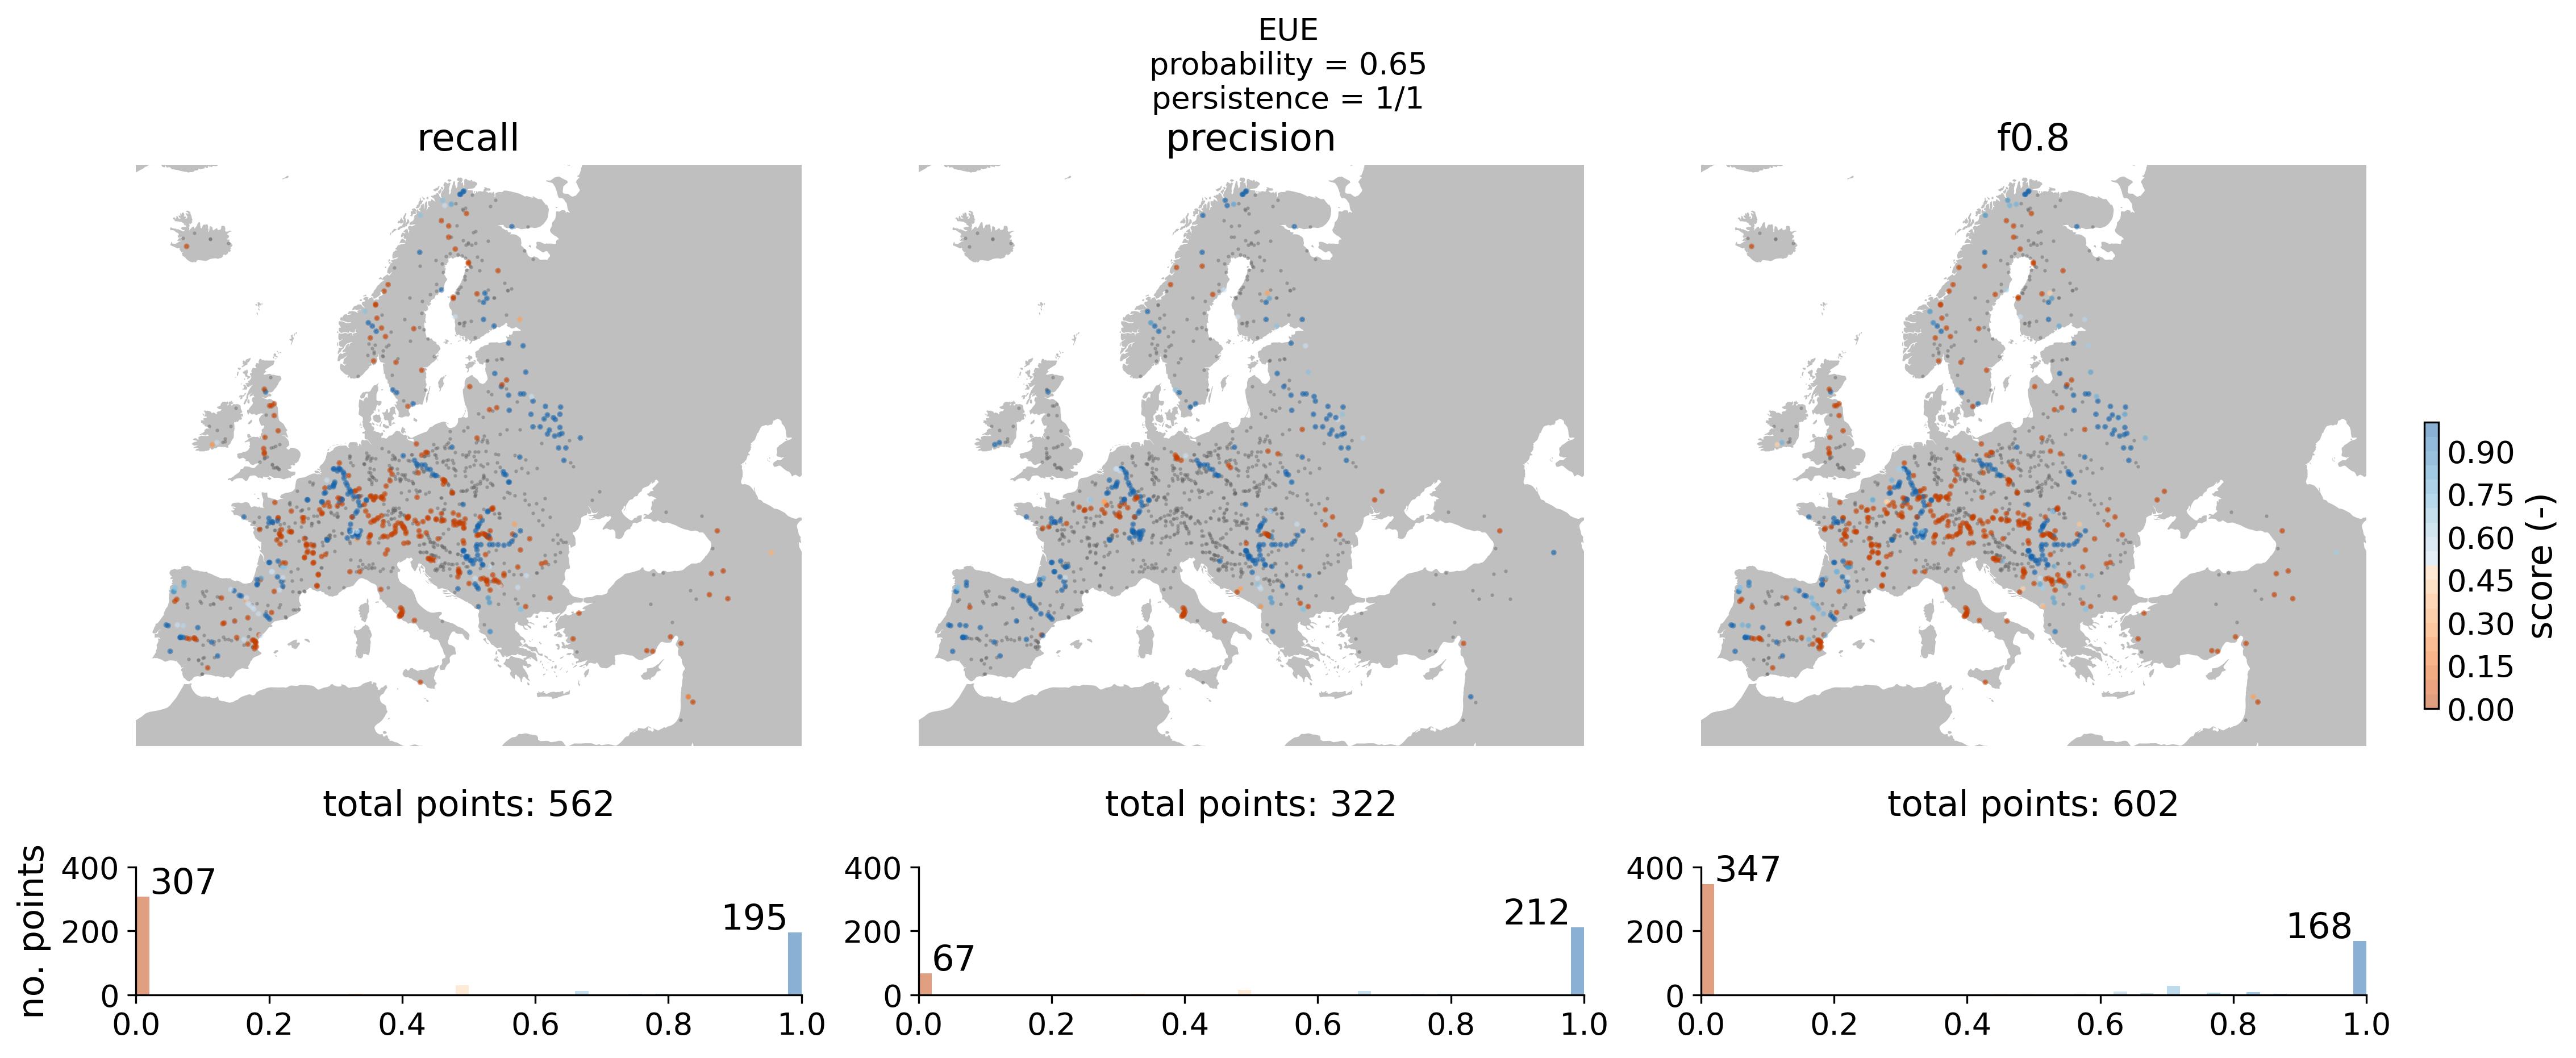 EUE
probability = 0.65
persistence = 1/1
recall
precision
f0.8
0.90
0.75
0.60
0.45
0.30
0.15
0.00
score (-)
total points: 562
total points: 322
total points: 602
no. points
400
200
0
307
195
0.0 0.2 0.4 0.6 0.8 1.0
400
200
0
67
212
0.0 0.2 0.4 0.6 0.8 1.0
400
200
0
347
168
0.0 0.2 0.4 0.6 0.8 1.0